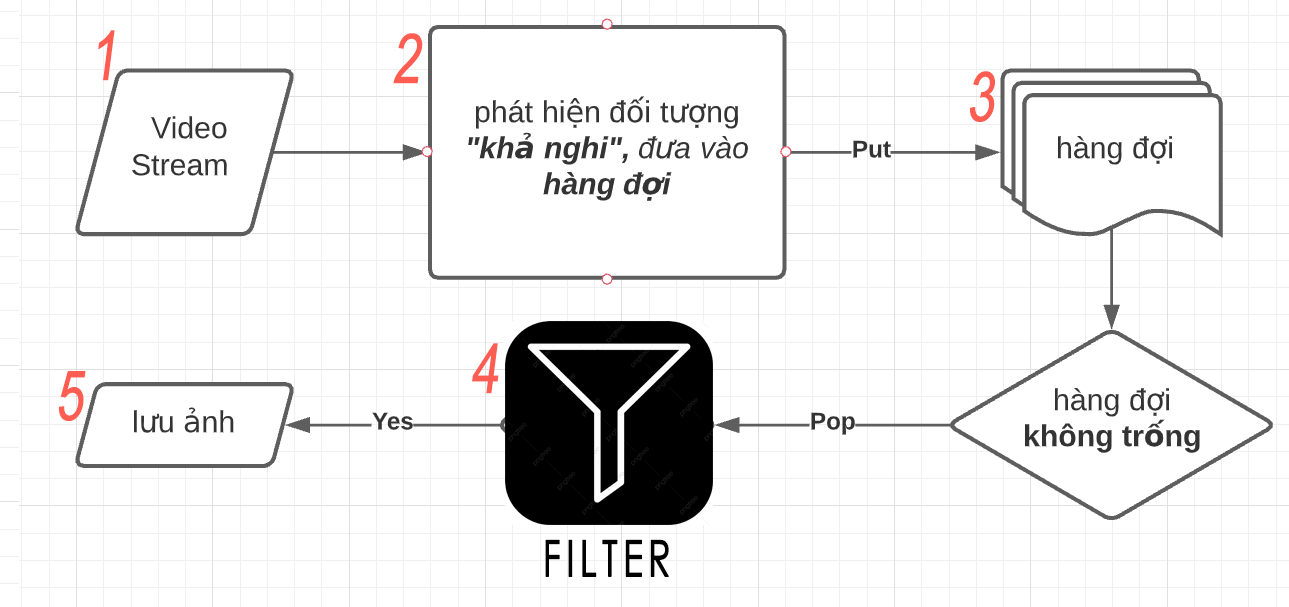 1
Video
Stream
2
phát hiện đối tượng
"khả nghi", đưa vào
hàng đợi
Put
3
hàng đợi
hàng đợi
không trống
Pop
4
FILTER
Yes
5
lưu ảnh